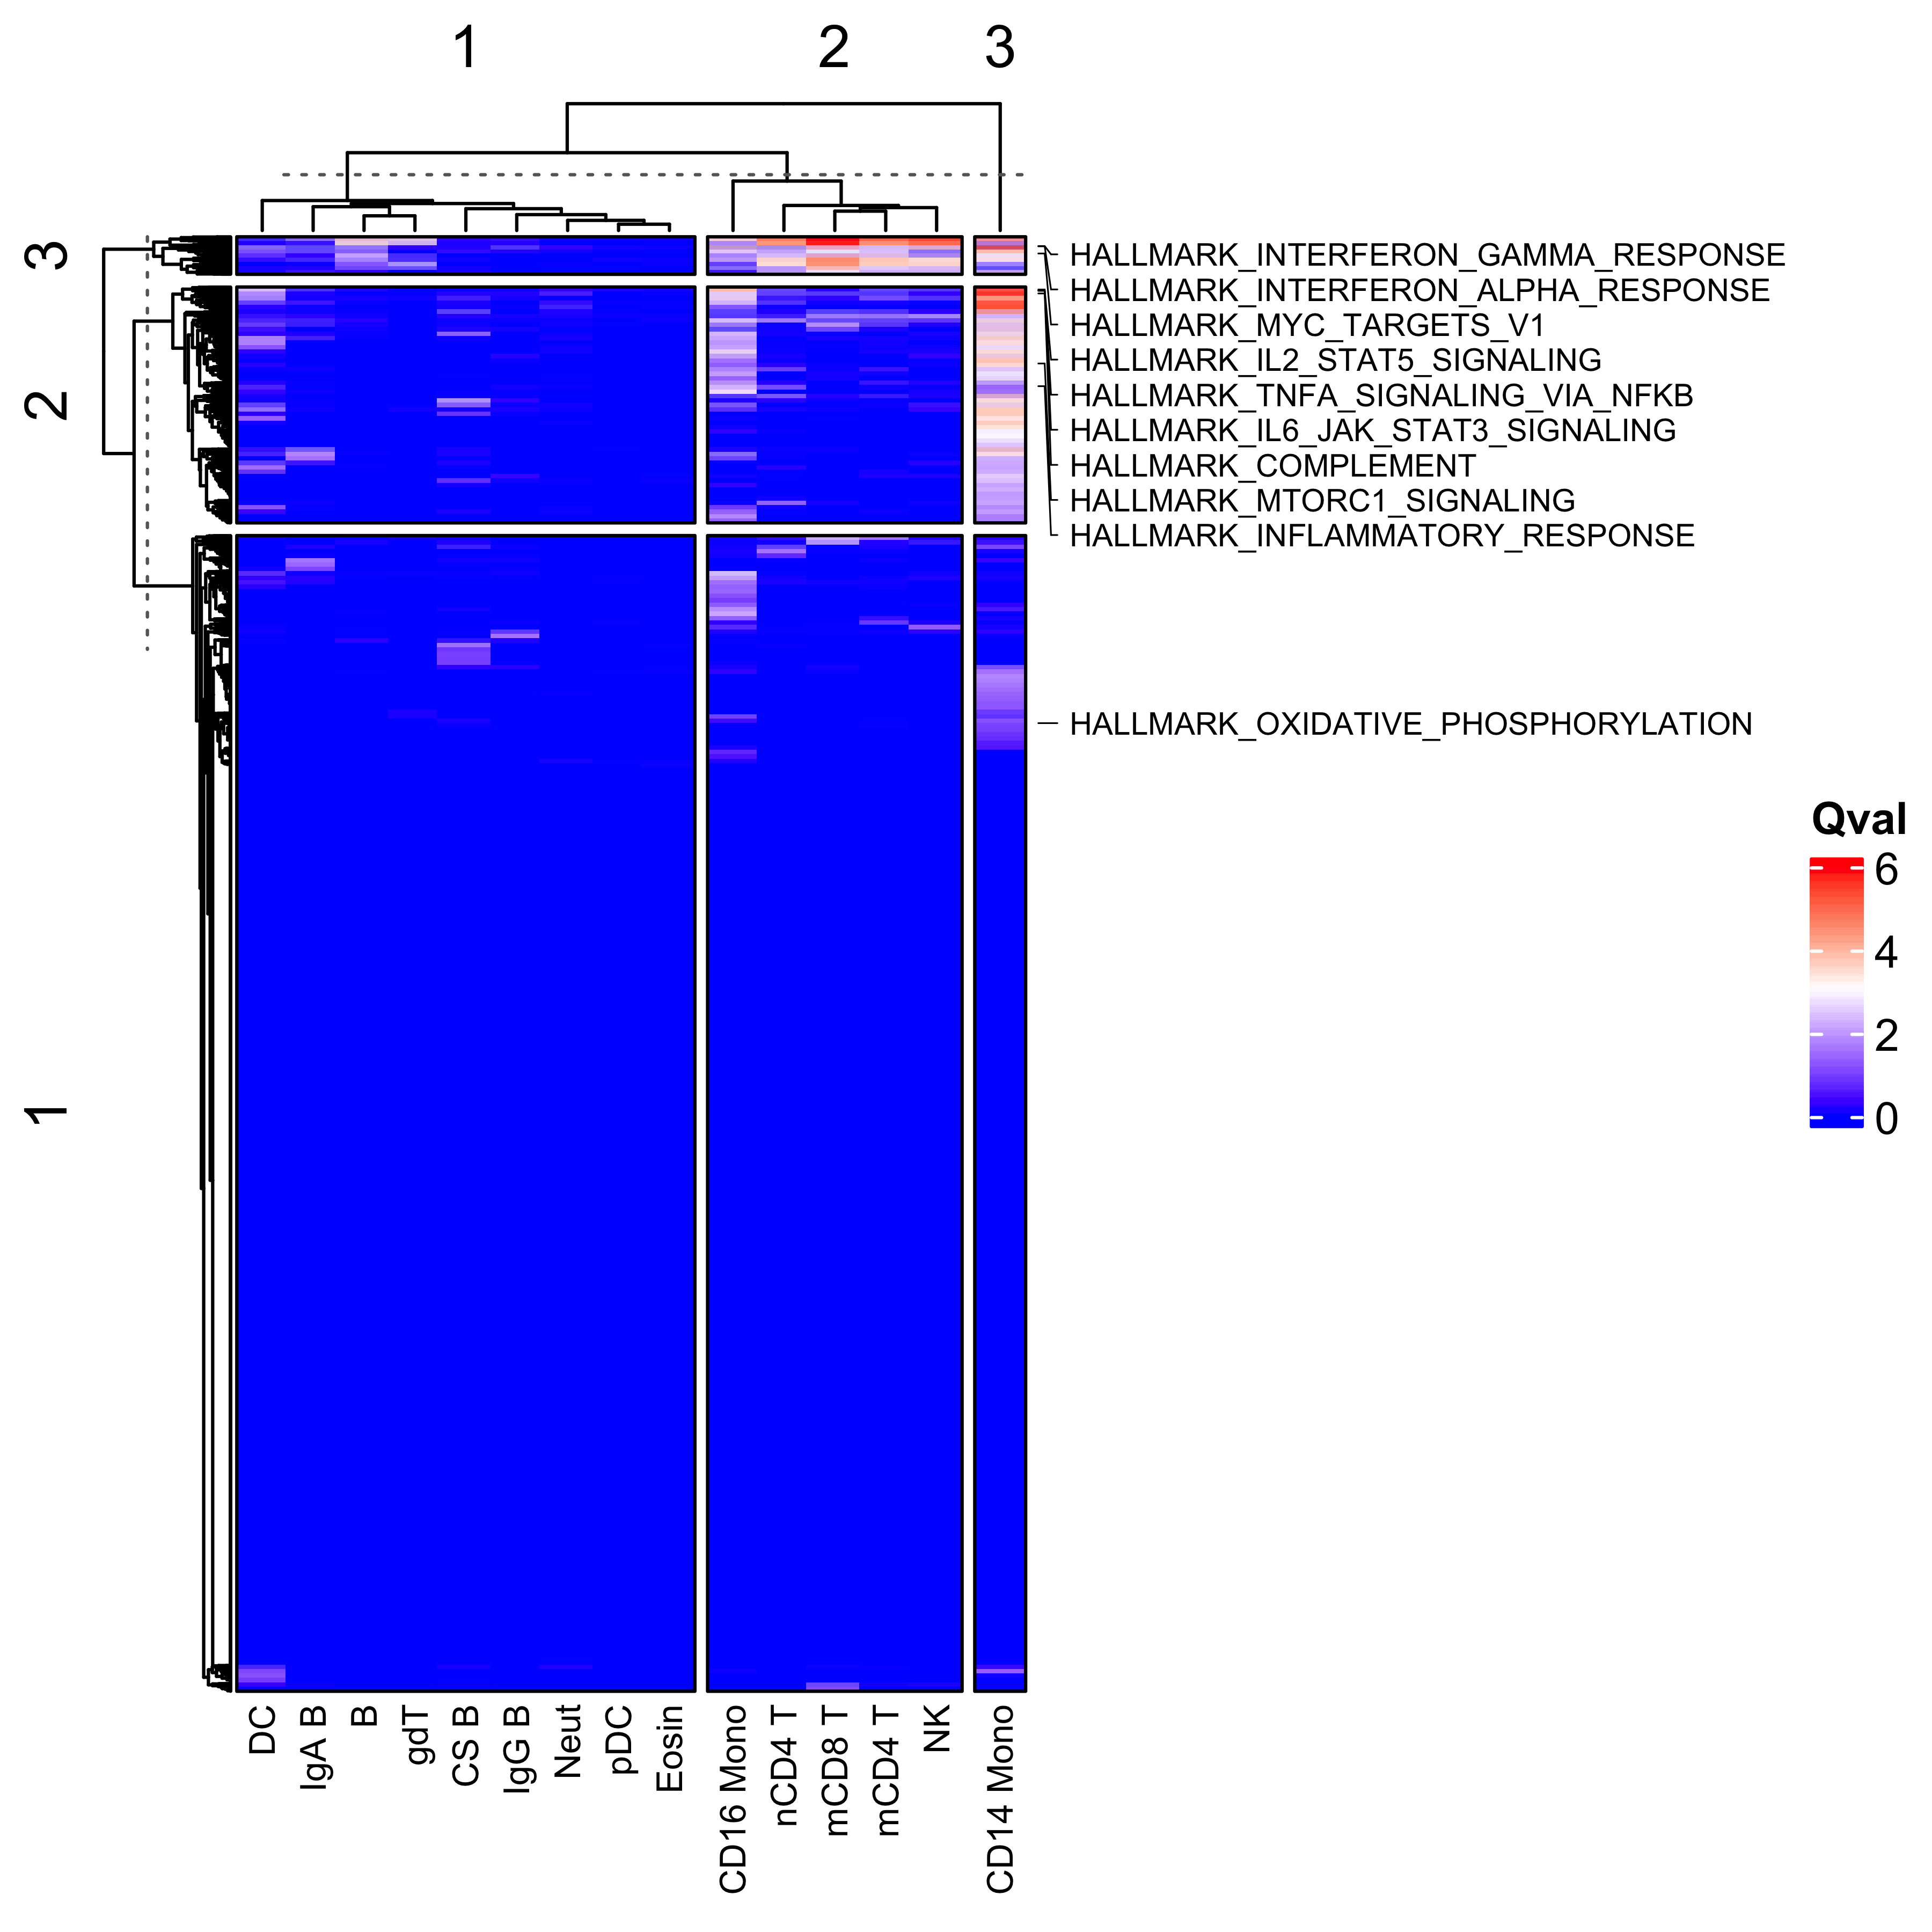 1 2 3
3
2
1
HALLMARK_INTERFERON_GAMMA_RESPONSE
HALLMARK_INTERFERON_ALPHA_RESPONSE
HALLMARK_MYC_TARGETS_V1
HALLMARK_IL2_STAT5_SIGNALING
HALLMARK_TNFA_SIGNALING_VIA_NFKB
HALLMARK_IL6_JAK_STAT3_SIGNALING
HALLMARK_COMPLEMENT
HALLMARK_MTORC1_SIGNALING
HALLMARK_INFLAMMATORY_RESPONSE
HALLMARK_OXIDATIVE_PHOSPHORYLATION
Qval
6
4
2
0
DC
IgA B
B
gdT
CS B
IgG B
Neut
pDC
Eosin
CD16 Mono
nCD4 T
mCD8 T
mCD4 T
NK
CD14 Mono